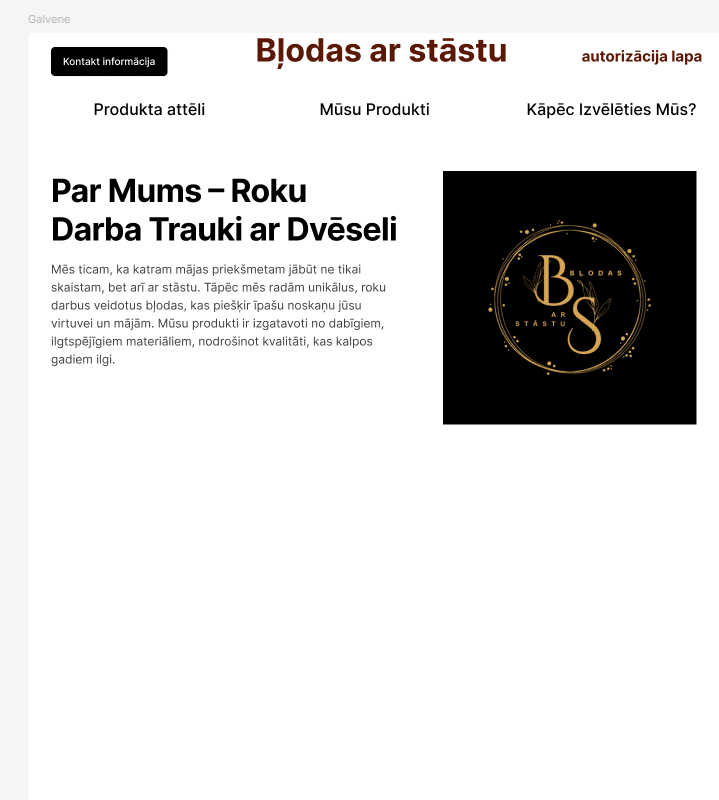 Galvene
Kontakt informācija
Bļodas ar stāstu
autorizācija lapa
Produkta attēli
Mūsu Produkti
Kāpēc Izvēlēties Mūs?
Par Mums – Roku
Darba Trauki ar Dvēseli
Mēs ticam, ka katram mājas priekšmetam jābūt ne tikai
skaistam, bet arī ar stāstu. Tāpēc mēs radām unikālus, roku
darbus veidotus bļodas, kas piešķir īpašu noskaņu jūsu
virtuvei un mājām. Mūsu produkti ir izgatavoti no dabīgiem,
ilgtspējīgiem materiāliem, nodrošinot kvalitāti, kas kalpos
gadiem ilgi.
B
BĻODAS
AR
STĀSTU
S